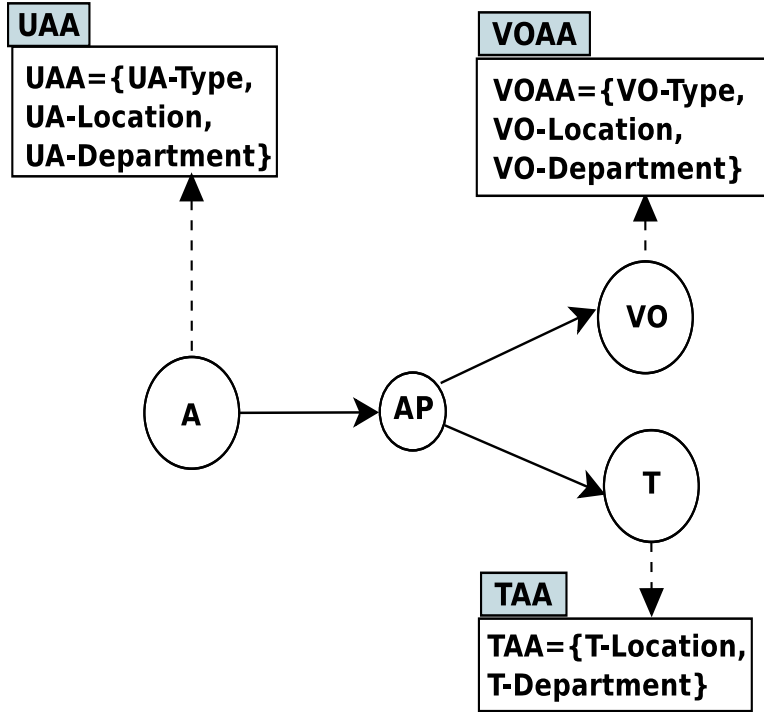 UAA
UAA={UA-Type,
UA-Location,
UA-Department}
VOAA
VOAA={VO-Type,
VO-Location,
VO-Department}
VO
A
AP
T
TAA
TAA={T-Location,
T-Department}